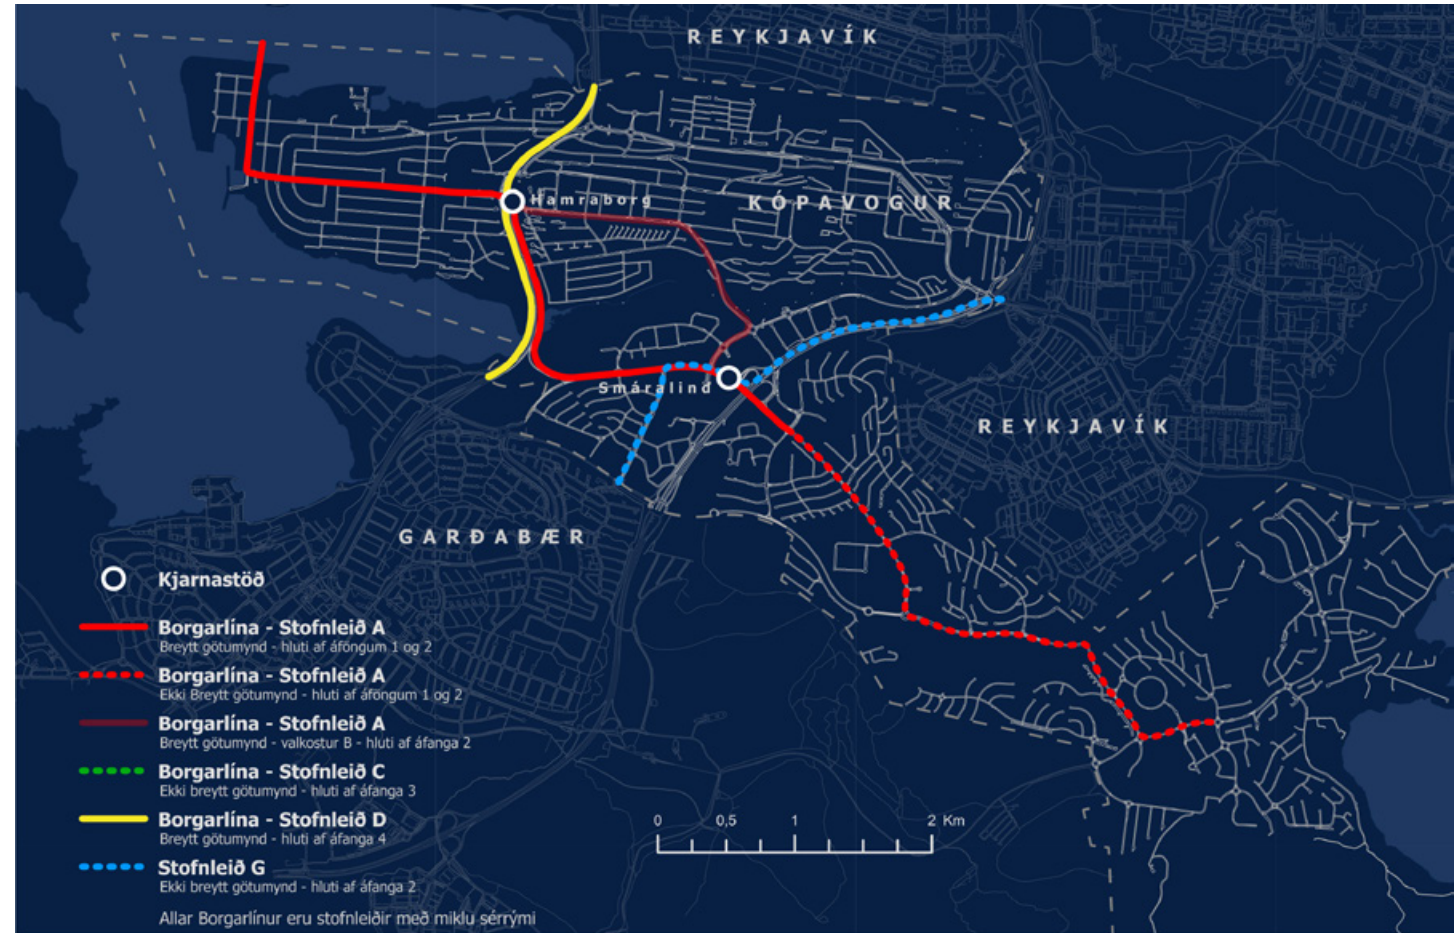 REYKJAVÍK
Hamraborg
KÓPAVOGUR
Smáralind
REYKJAVÍK
GARÐABÆR
Kjarnastöð
Borgarlína - Stofnleið A
Breytt götumynd - hluti af áföngum 1 og 2
Borgarlína - Stofnleið A
Ekki Breytt götumynd - hluti af áföngum 1 og 2
Borgarlína - Stofnleið A
Breytt götumynd - valkostur B - hluti af áfanga 2
Borgarlína - Stofnleið C
Ekki breytt götumynd - hluti af áfanga 3
Borgarlína - Stofnleið D
Breytt götumynd - hluti af áfanga 4
Stofnleið G
Ekki breytt götumynd - hluti af áfanga 2
Allar Borgarlínur eru stofnleiðir með miklu sérrými
0 0,5 1 2 Km